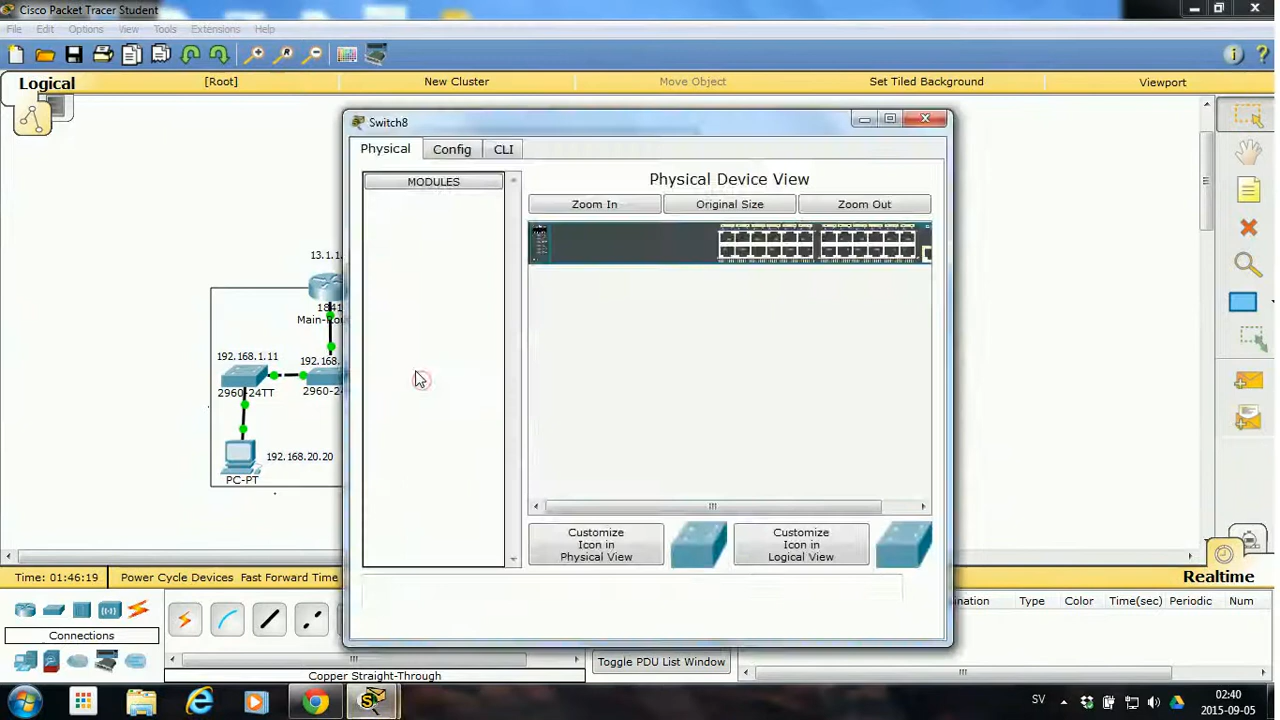 Cisco Packet Tracer Student
File Edit Options View Tools Extensions Help
Logical [Root] New Cluster Move Object Set Tiled Background Viewport
Switch8
Physical Config CLI
MODULES
Physical Device View
Zoom In Original Size Zoom Out
13.1.1
1841
Main-Rou
192.168.1.11
192.168.
2960-24TT
2960-24
192.168.20.20
PC-PT
Customize
Icon in
Physical View
Customize
Icon in
Logical View
Time: 01:46:19 Power Cycle Devices Fast Forward Time
Realtime
Connections
Copper Straight-Through
Toggle PDU List Window
ination Type Color Time(sec) Periodic Num
SV
02:40
2015-09-05